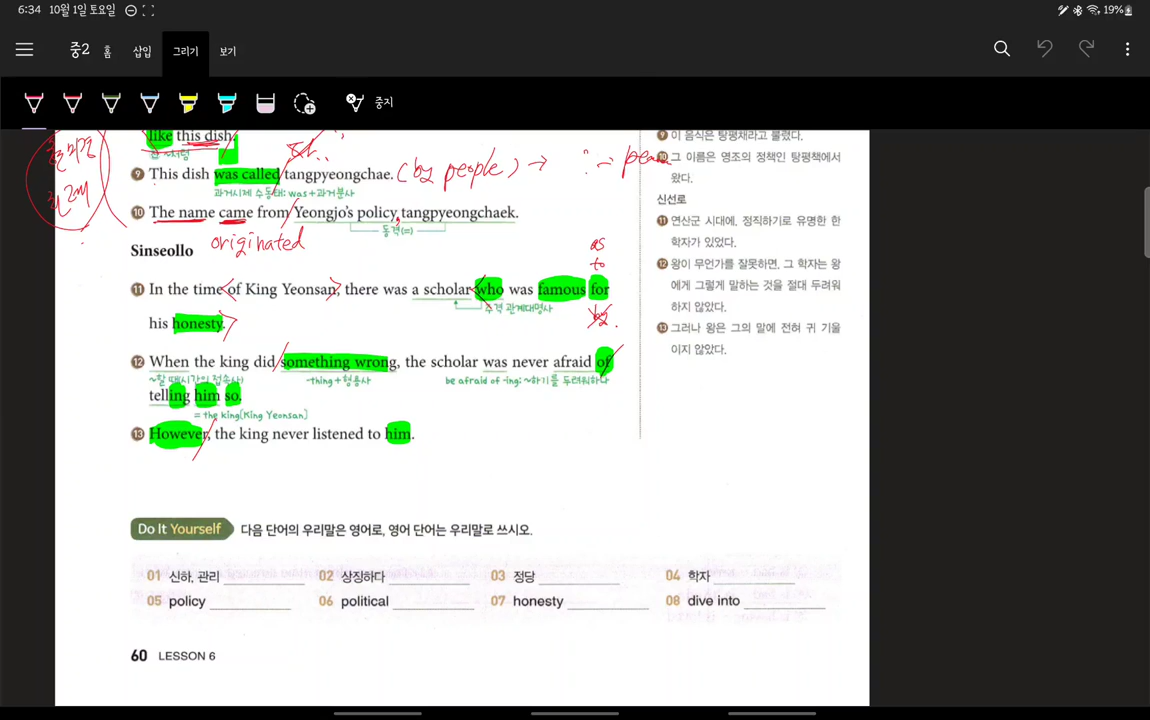 6:34 10월 1일 토요일
19%
중2 홈 삽입 그리기 보기
중지
like this dish.
❾ This dish was called tangpyeongchae. (by people) →
과거시제 수동태: was+과거분사
❿ The name came from Yeongjo's policy, tangpyeongchaek.
동격(=)
originated
Sinseollo
as
to
⓫ In the time of King Yeonsan, there was a scholar who was famous for
주격 관계대명사
his honesty.
⓬ When the king did something wrong, the scholar was never afraid of
~할 때(시간의 접속사) -thing+형용사 be afraid of -ing: ~하기를 두려워하다
telling him so.
= the king[King Yeonsan]
⓭ However, the king never listened to him.
❾ 이 음식은 탕평채라고 불렸다.
❿ 그 이름은 영조의 정책인 탕평책에서
왔다.
신선로
⓫ 연산군 시대에, 정직하기로 유명한 한
학자가 있었다.
⓬ 왕이 무언가를 잘못하면, 그 학자는 왕
에게 그렇게 말하는 것을 절대 두려워
하지 않았다.
⓭ 그러나 왕은 그의 말에 전혀 귀 기울
이지 않았다.
Do It Yourself 다음 단어의 우리말은 영어로, 영어 단어는 우리말로 쓰시오.
01 신하, 관리 02 상징하다 03 정당 04 학자
05 policy 06 political 07 honesty 08 dive into
60 LESSON 6